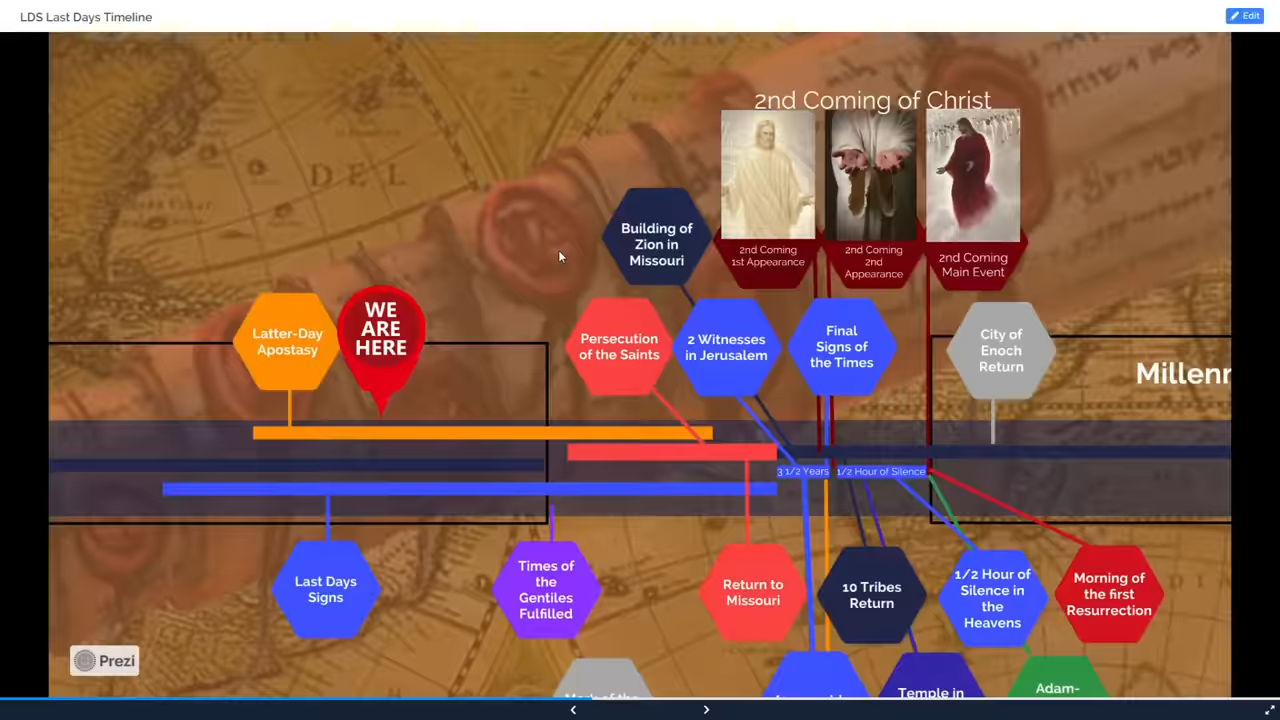 LDS Last Days Timeline
Edit
DEL
2nd Coming of Christ
Building of
Zion in
Missouri
2nd Coming
1st Appearance
2nd Coming
2nd
Appearance
2nd Coming
Main Event
Latter-Day
Apostasy
WE
ARE
HERE
Persecution
of the Saints
2 Witnesses
in Jerusalem
Final
Signs of
the Times
City of
Enoch
Return
Millenn
3 1/2 Years
1/2 Hour of Silence
Last Days
Signs
Times of
the
Gentiles
Fulfilled
Return to
Missouri
10 Tribes
Return
1/2 Hour of
Silence in
the
Heavens
Morning of
the first
Resurrection
Prezi
Mark of the
Temple in
Adam-